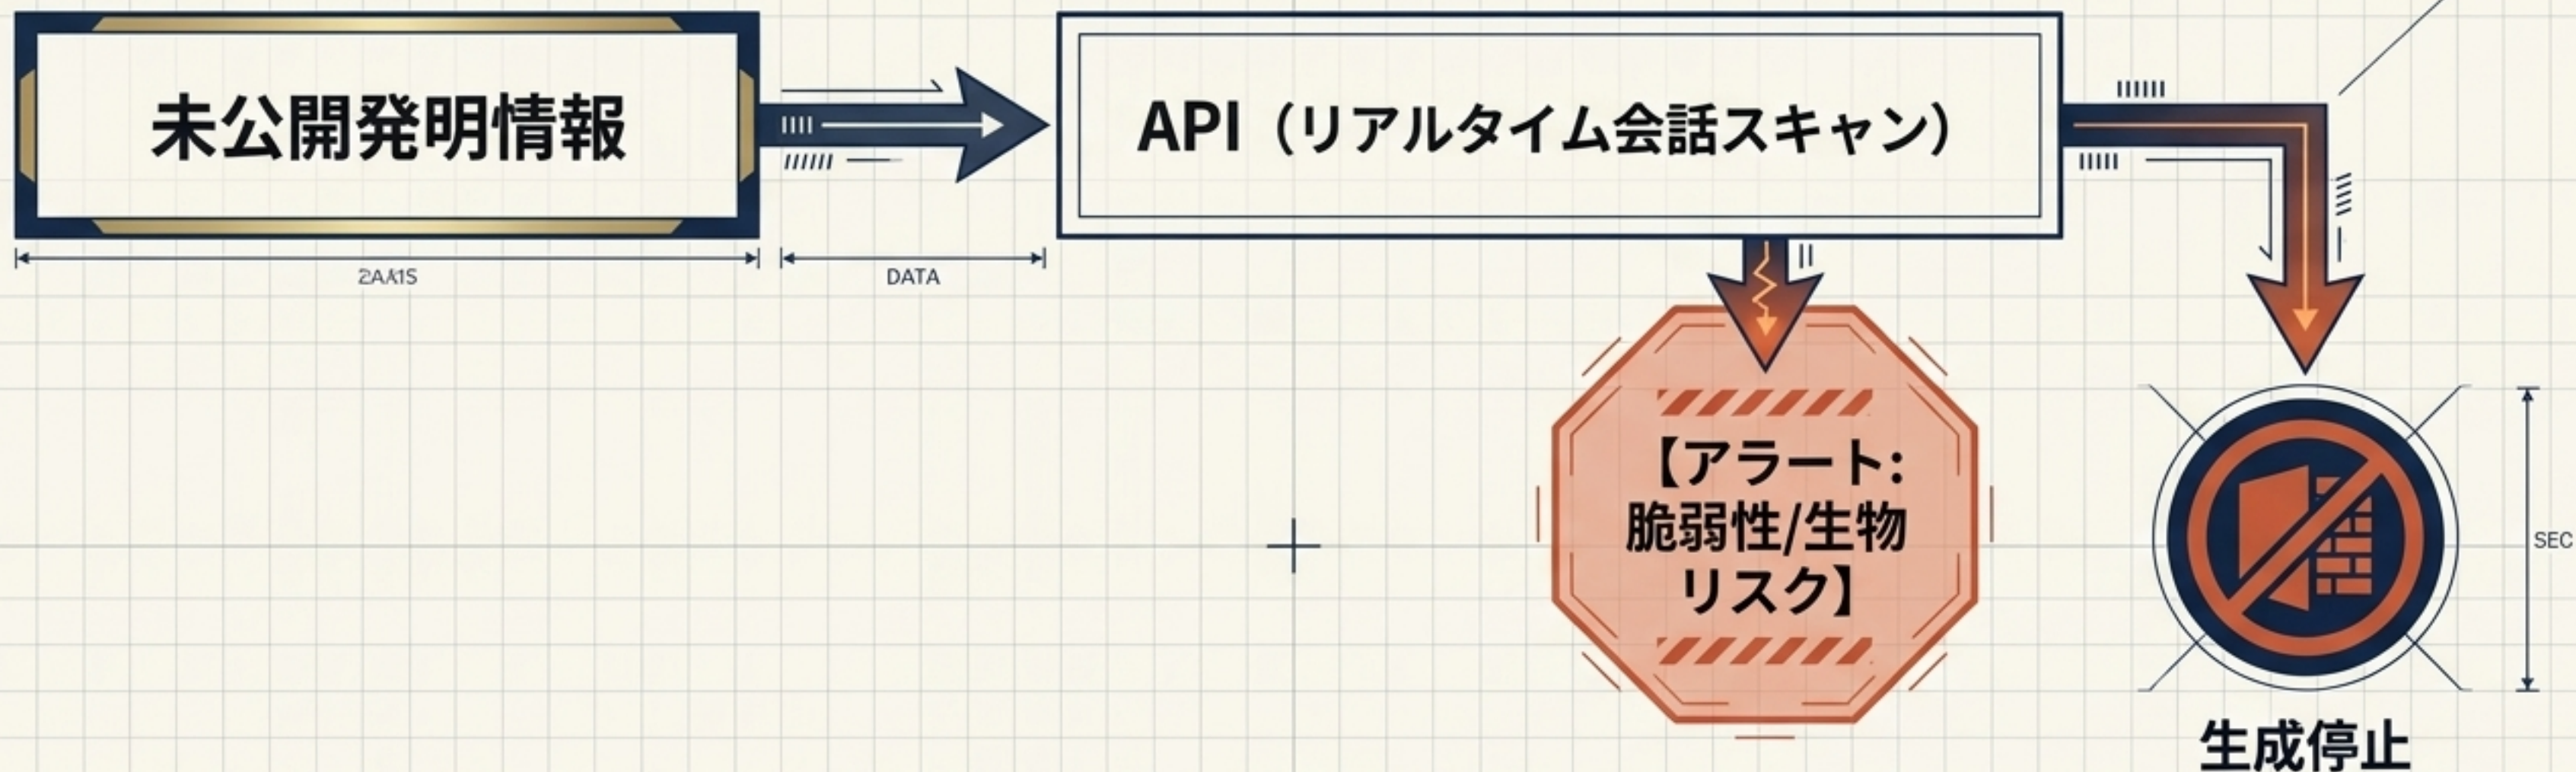 未公開発明情報
API（リアルタイム会話スキャン）
DATA
【アラート:
脆弱性/生物
リスク】
SEC
生成停止